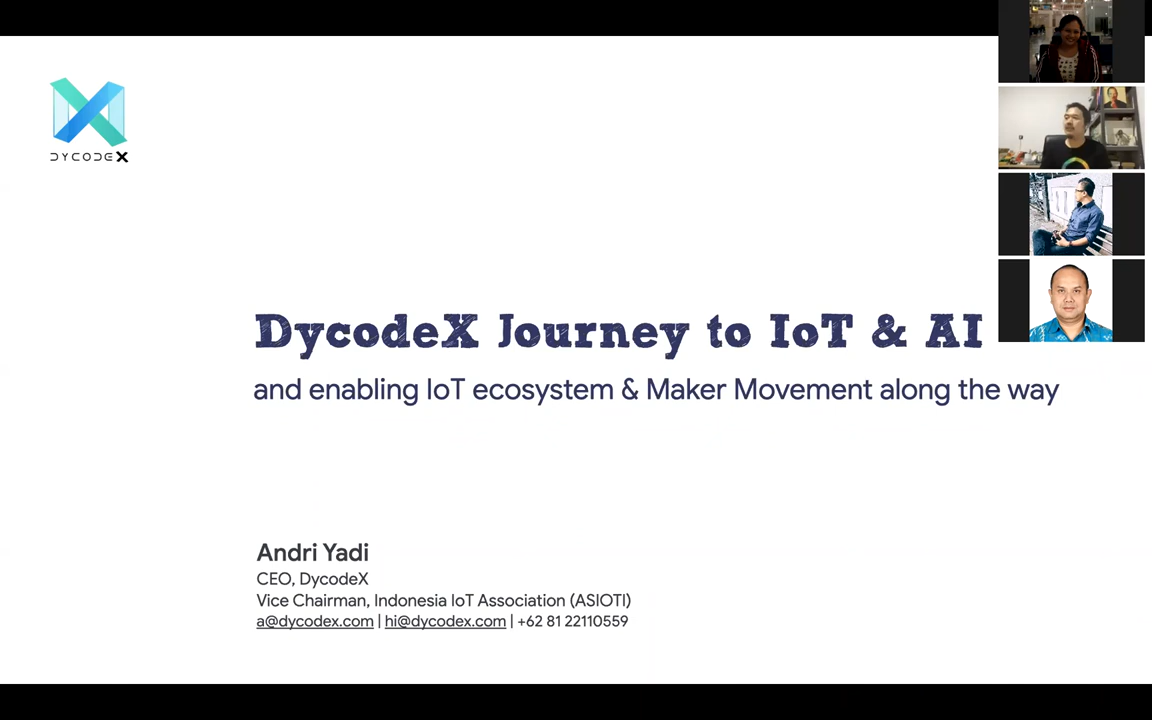 DYCODEX
DycodeX Journey to IoT & AI
and enabling IoT ecosystem & Maker Movement along the way
Andri Yadi
CEO, DycodeX
Vice Chairman, Indonesia IoT Association (ASIOTI)
a@dycodex.com | hi@dycodex.com | +62 81 22110559